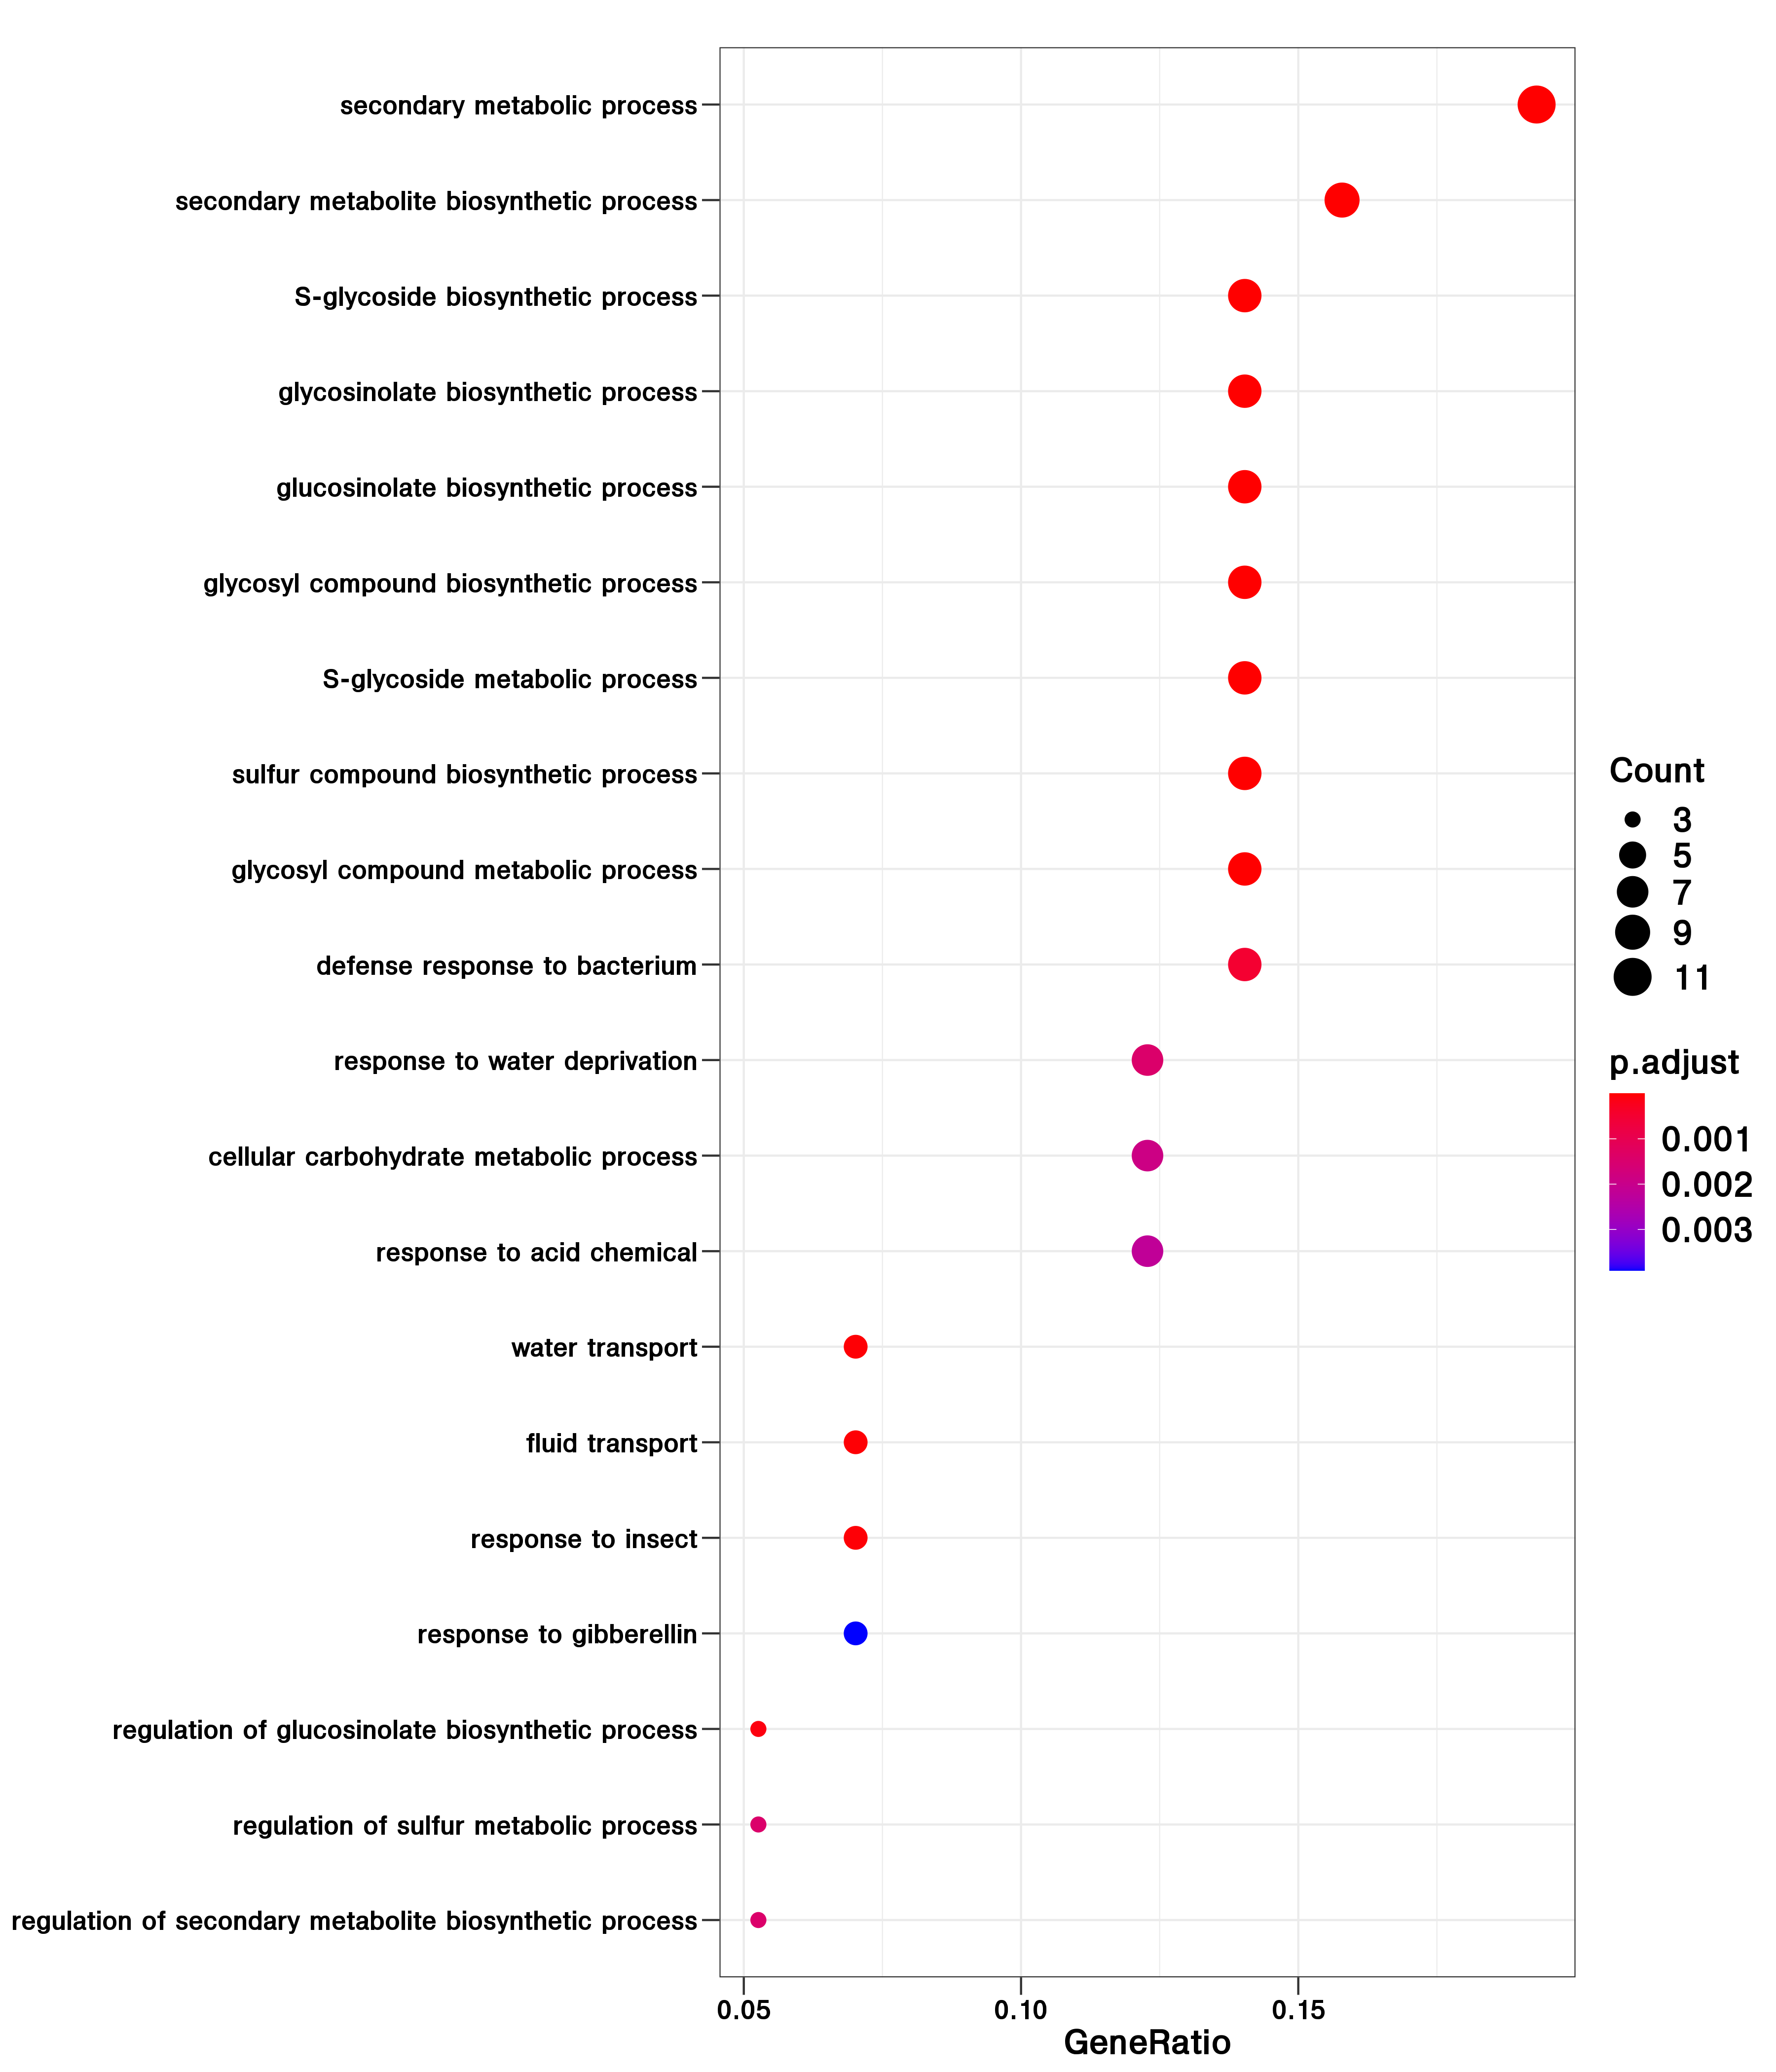 secondary metabolic process
secondary metabolite biosynthetic process
S-glycoside biosynthetic process
glycosinolate biosynthetic process
glucosinolate biosynthetic process
glycosyl compound biosynthetic process
S-glycoside metabolic process
sulfur compound biosynthetic process
glycosyl compound metabolic process
defense response to bacterium
response to water deprivation
cellular carbohydrate metabolic process
response to acid chemical
water transport
fluid transport
response to insect
response to gibberellin
regulation of glucosinolate biosynthetic process
regulation of sulfur metabolic process
regulation of secondary metabolite biosynthetic process
0.05 0.10 0.15
GeneRatio
Count
3
5
7
9
11
p.adjust
0.001
0.002
0.003